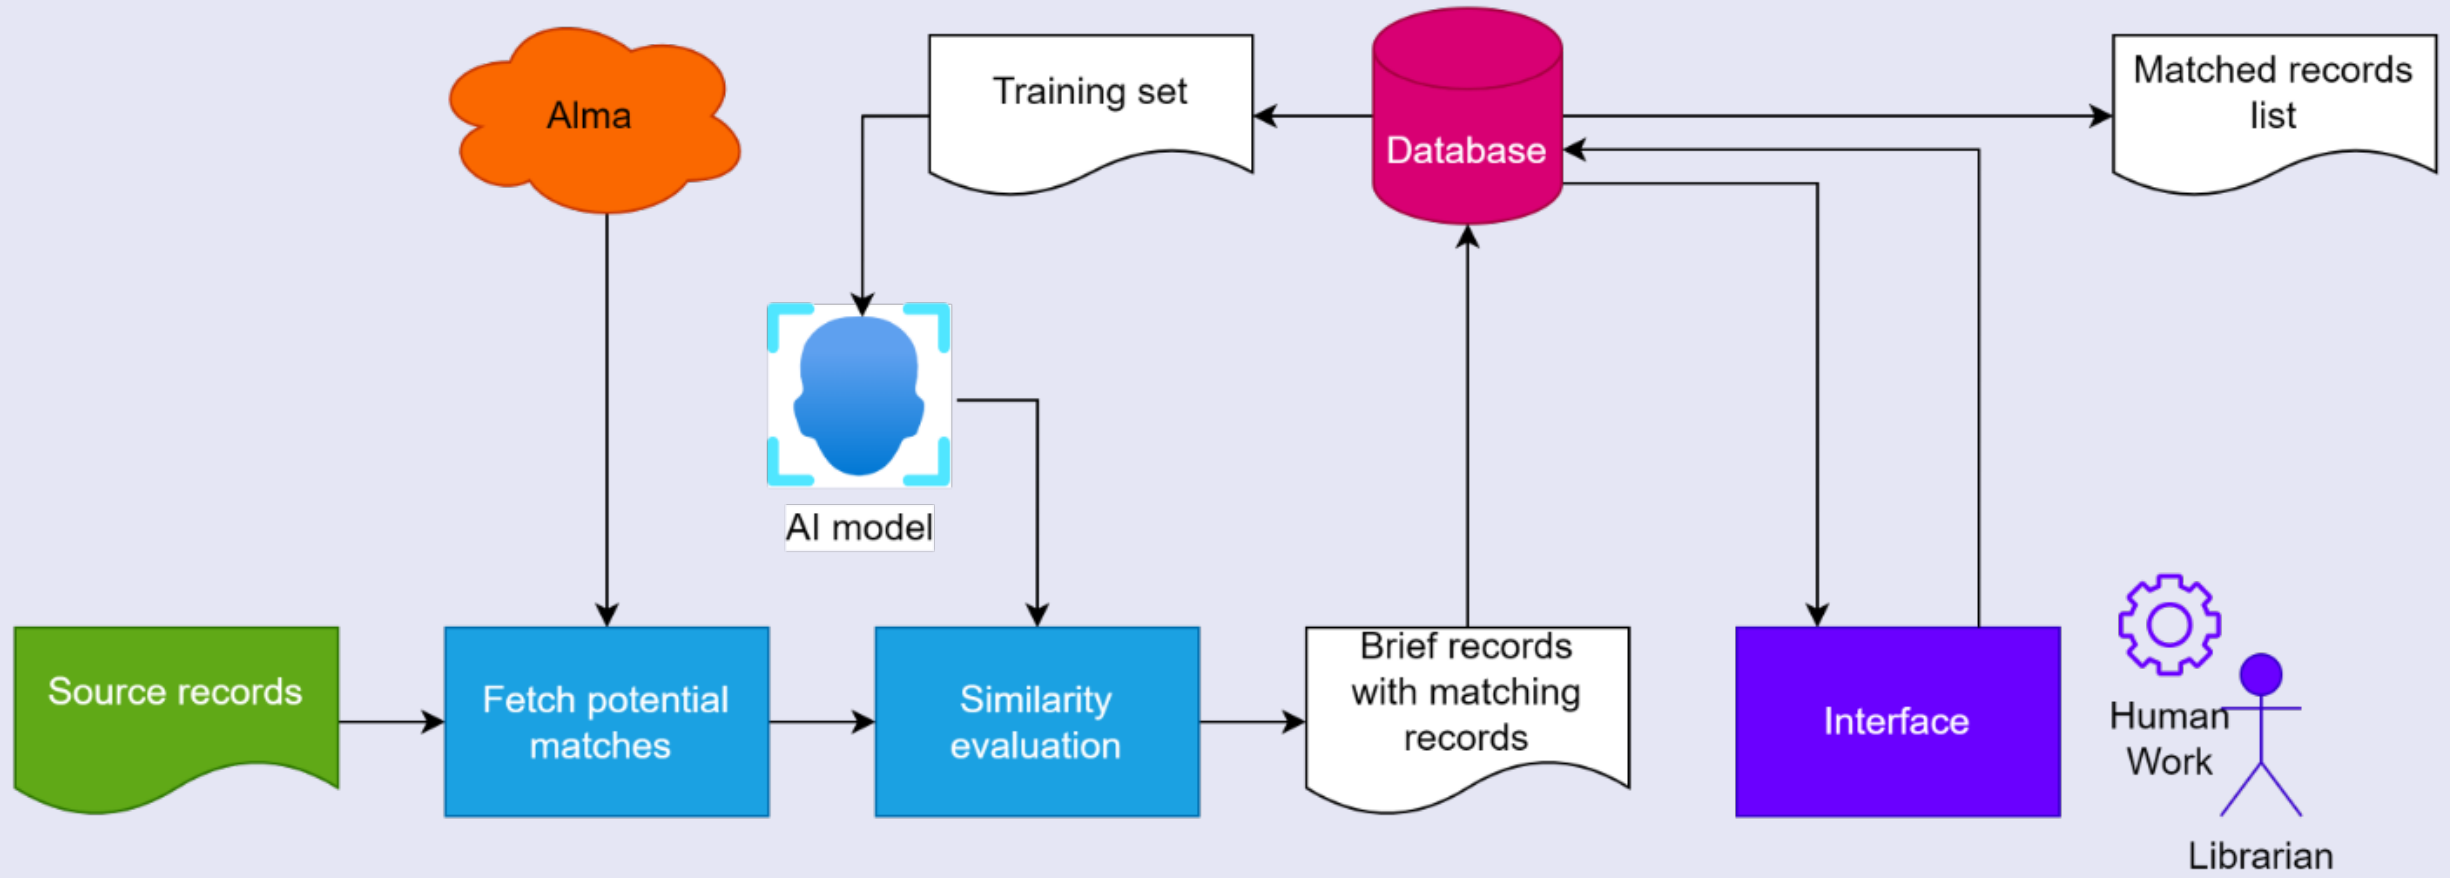 Alma
Training set
Database
Matched records
list
AI model
Source records
Fetch potential
matches
Similarity
evaluation
Brief records
with matching
records
Interface
Human
Work
Librarian